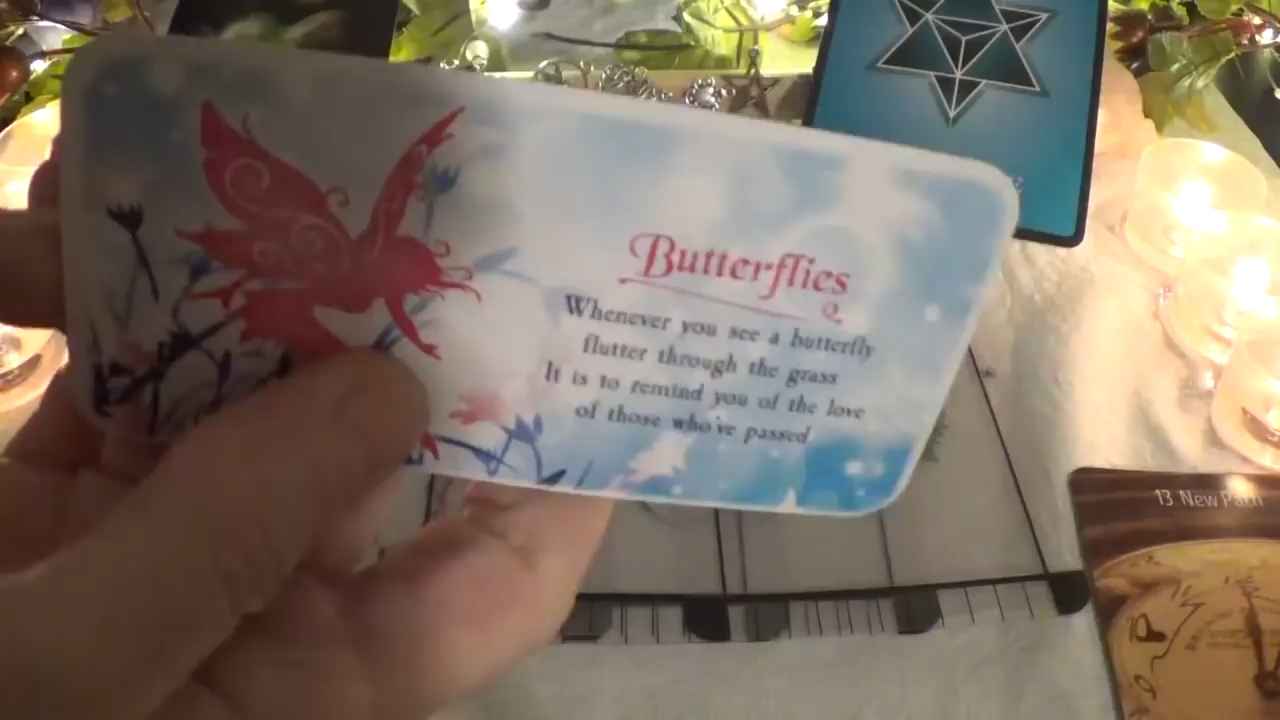 Butterflies
Whenever you see a butterfly
flutter through the grass
It is to remind you of the love
of those who've passed
13. New Path